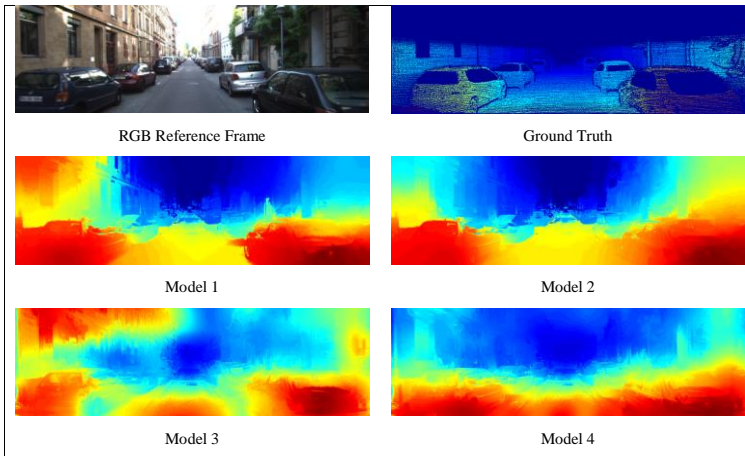 RGB Reference Frame
Ground Truth
Model 1
Model 2
Model 3
Model 4